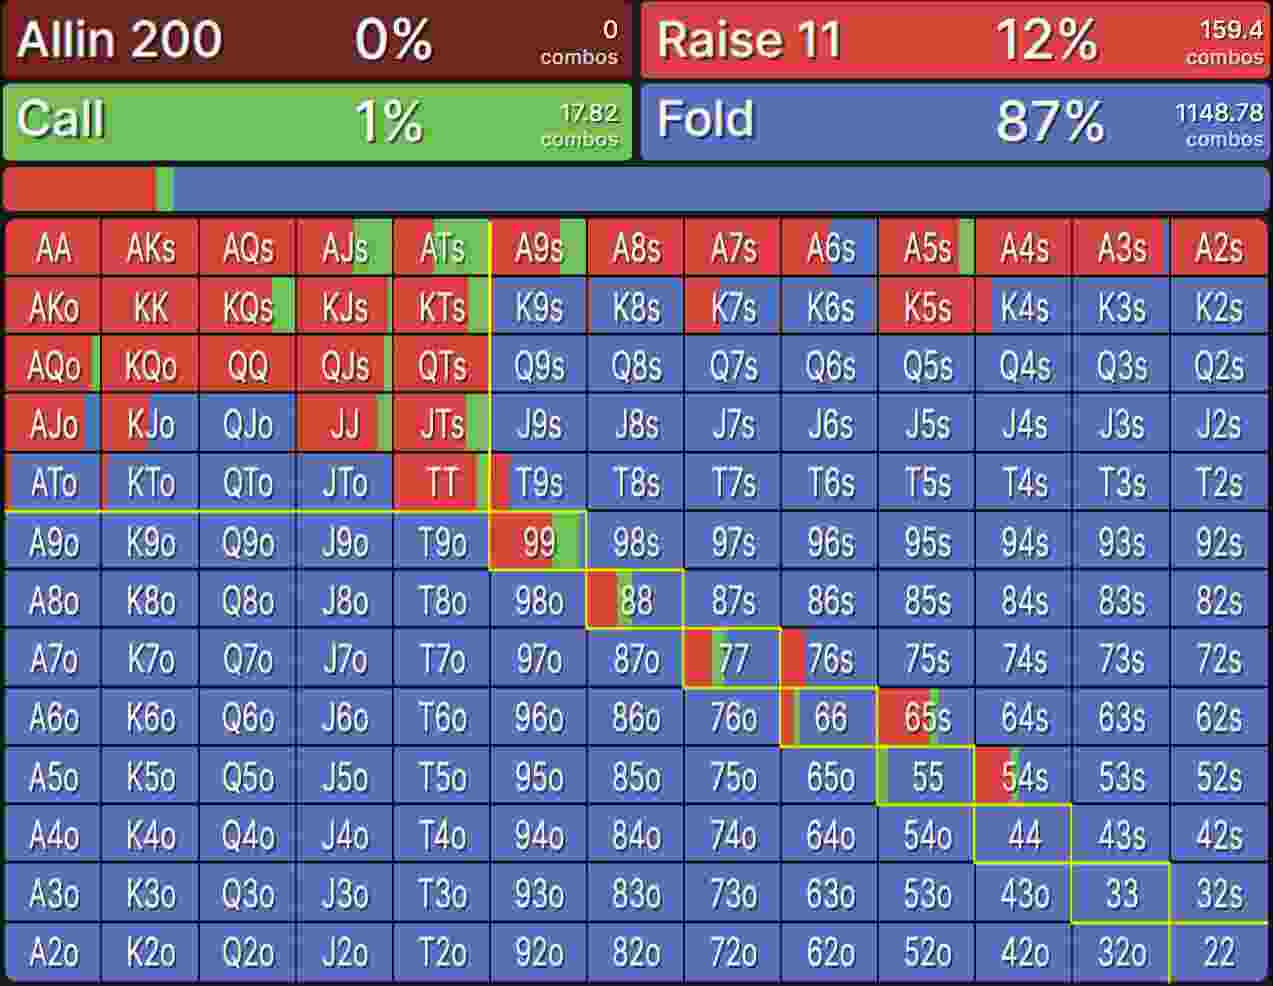 Allin 200 0% 0 combos Raise 11 12% 159.4 combos
Call 1% 17.82 combos Fold 87% 1148.78 combos
AA AKs AQs AJs ATs A9s A8s A7s A6s A5s A4s A3s A2s
AKo KK KQs KJs KTs K9s K8s K7s K6s K5s K4s K3s K2s
AQo KQo QQ QJs QTs Q9s Q8s Q7s Q6s Q5s Q4s Q3s Q2s
AJo KJo QJo JJ JTs J9s J8s J7s J6s J5s J4s J3s J2s
ATo KTo QTo JTo TT T9s T8s T7s T6s T5s T4s T3s T2s
A9o K9o Q9o J9o T9o 99 98s 97s 96s 95s 94s 93s 92s
A8o K8o Q8o J8o T8o 98o 88 87s 86s 85s 84s 83s 82s
A7o K7o Q7o J7o T7o 97o 87o 77 76s 75s 74s 73s 72s
A6o K6o Q6o J6o T6o 96o 86o 76o 66 65s 64s 63s 62s
A5o K5o Q5o J5o T5o 95o 85o 75o 65o 55 54s 53s 52s
A4o K4o Q4o J4o T4o 94o 84o 74o 64o 54o 44 43s 42s
A3o K3o Q3o J3o T3o 93o 83o 73o 63o 53o 43o 33 32s
A2o K2o Q2o J2o T2o 92o 82o 72o 62o 52o 42o 32o 22